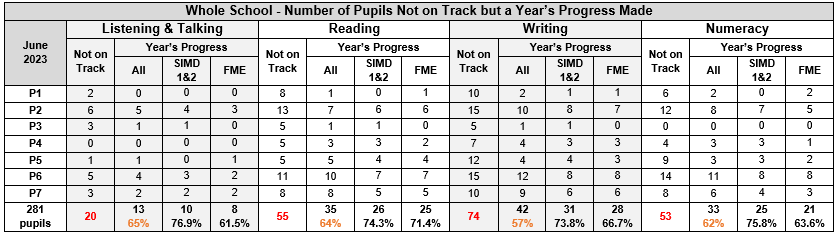 Whole School - Number of Pupils Not on Track but a Year's Progress Made
June 2023 Listening & Talking Reading Writing Numeracy
Not on Track Year's Progress Not on Track Year's Progress Not on Track Year's Progress Not on Track Year's Progress
All SIMD 1&2 FME All SIMD 1&2 FME All SIMD 1&2 FME All SIMD 1&2 FME
P1 2 0 0 0 8 1 0 1 10 2 1 1 6 2 0 2
P2 6 5 4 3 13 7 6 6 15 10 8 7 12 8 7 5
P3 3 1 1 0 5 1 1 0 5 1 1 0 0 0 0 0
P4 0 0 0 0 5 3 3 2 7 4 3 3 4 3 3 1
P5 1 1 0 1 5 5 4 4 12 4 4 3 9 3 3 2
P6 5 4 3 2 11 10 7 7 15 12 8 8 14 11 8 8
P7 3 2 2 2 8 8 5 5 10 9 6 6 8 6 4 3
281 pupils 20 13 10 8 55 35 26 25 74 42 31 28 53 33 25 21
65% 76.9% 61.5% 64% 74.3% 71.4% 57% 73.8% 66.7% 62% 75.8% 63.6%